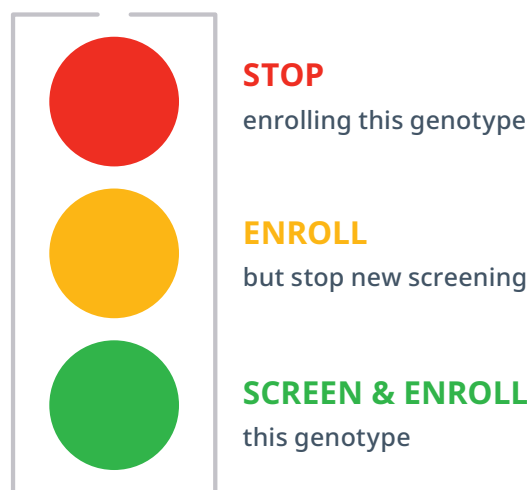 STOP
enrolling this genotype
ENROLL
but stop new screening
SCREEN & ENROLL
this genotype